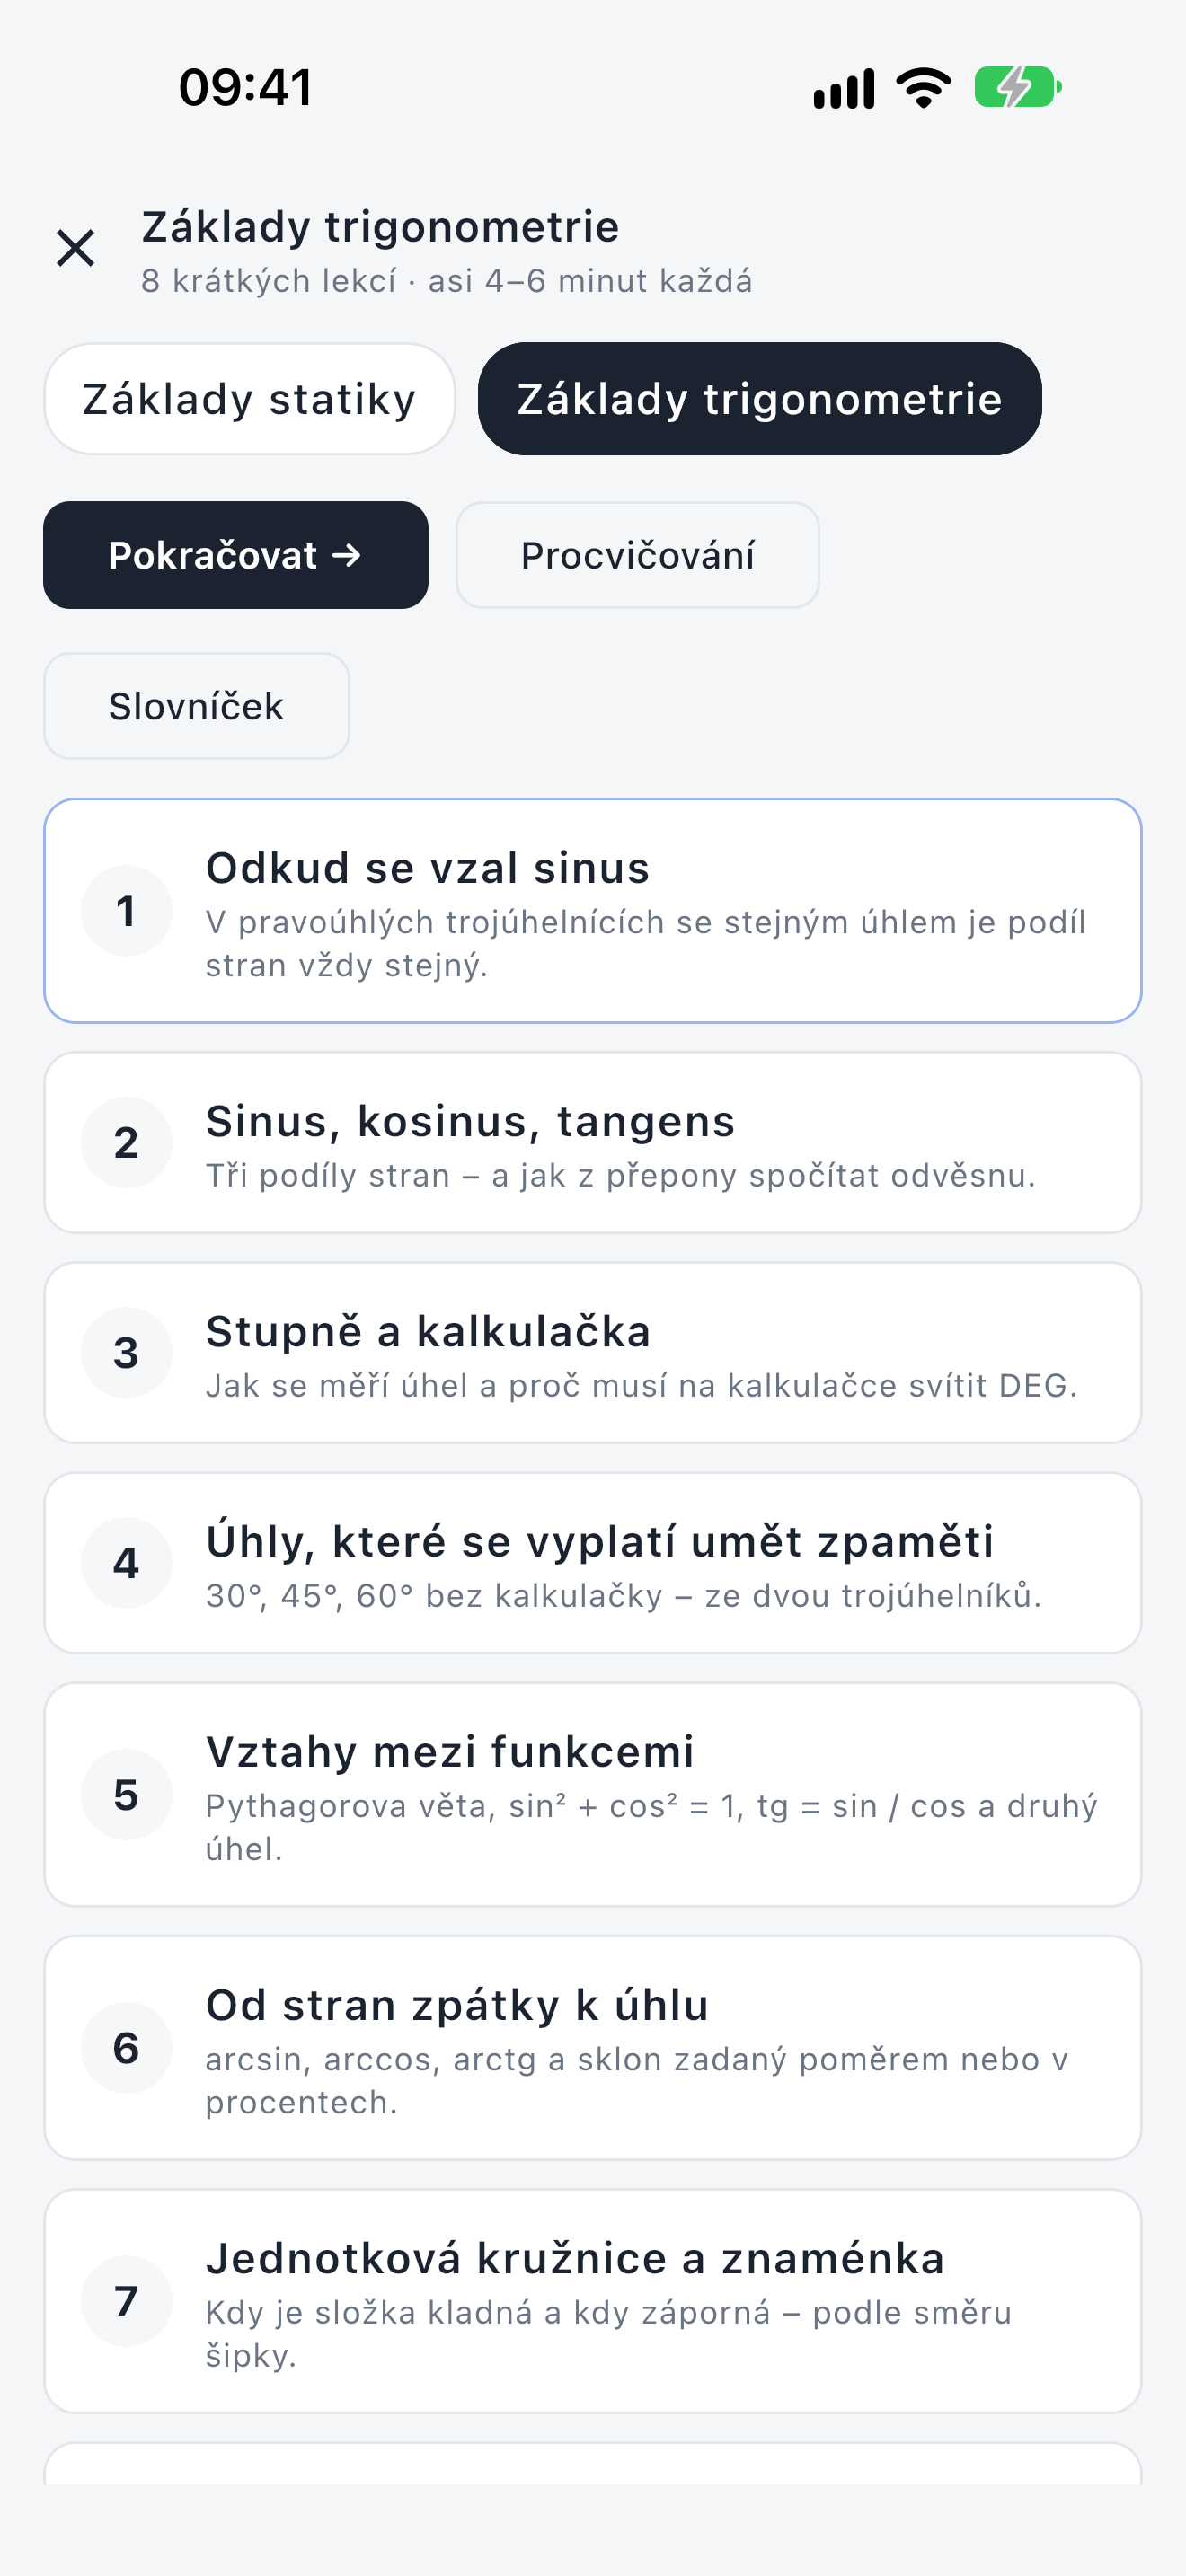 09:41
Základy trigonometrie
8 krátkých lekcí · asi 4–6 minut každá
Základy statiky
Základy trigonometrie
Pokračovat →
Procvičování
Slovníček
1
Odkud se vzal sinus
V pravoúhlých trojúhelnících se stejným úhlem je podíl
stran vždy stejný.
2
Sinus, kosinus, tangens
Tři podíly stran – a jak z přepony spočítat odvěsnu.
3
Stupně a kalkulačka
Jak se měří úhel a proč musí na kalkulačce svítit DEG.
4
Úhly, které se vyplatí umět zpaměti
30°, 45°, 60° bez kalkulačky – ze dvou trojúhelníků.
5
Vztahy mezi funkcemi
Pythagorova věta, sin² + cos² = 1, tg = sin / cos a druhý
úhel.
6
Od stran zpátky k úhlu
arcsin, arccos, arctg a sklon zadaný poměrem nebo v
procentech.
7
Jednotková kružnice a znaménka
Kdy je složka kladná a kdy záporná – podle směru
šipky.